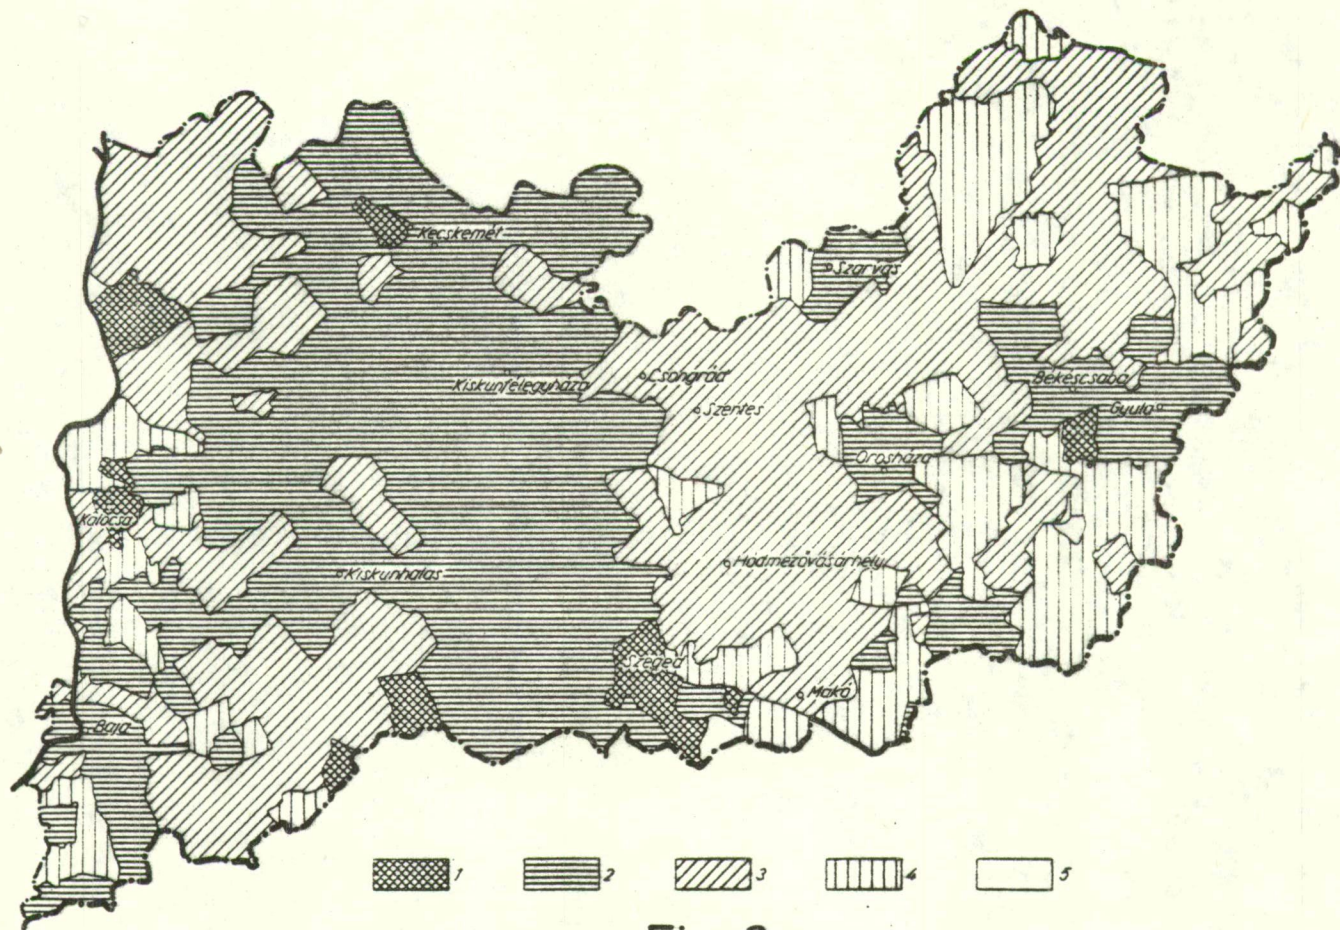 Kecskemét
Szarvas
Kiskunfélegyháza
Csongrád
Békéscsaba
Szentes
Gyula
Orosháza
Kalocsa
Hódmezővásárhely
Kiskunhalas
Szeged
Makó
Baja
1 2 3 4 5